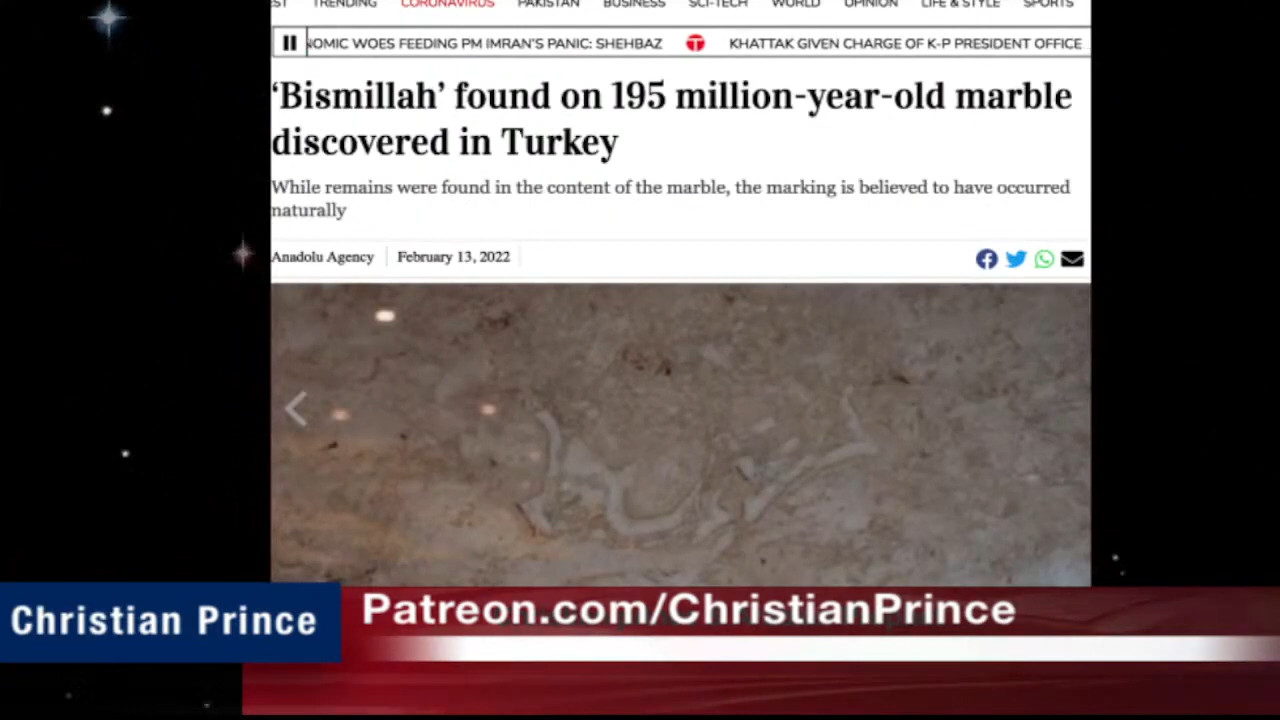 ST TRENDING CORONAVIRUS PAKISTAN BUSINESS SCI-TECH WORLD OPINION LIFE & STYLE SPORTS
NOMIC WOES FEEDING PM IMRAN'S PANIC: SHEHBAZ KHATTAK GIVEN CHARGE OF K-P PRESIDENT OFFICE
‘Bismillah’ found on 195 million-year-old marble
discovered in Turkey
While remains were found in the content of the marble, the marking is believed to have occurred
naturally
Anadolu Agency February 13, 2022
Christian Prince
Patreon.com/ChristianPrince